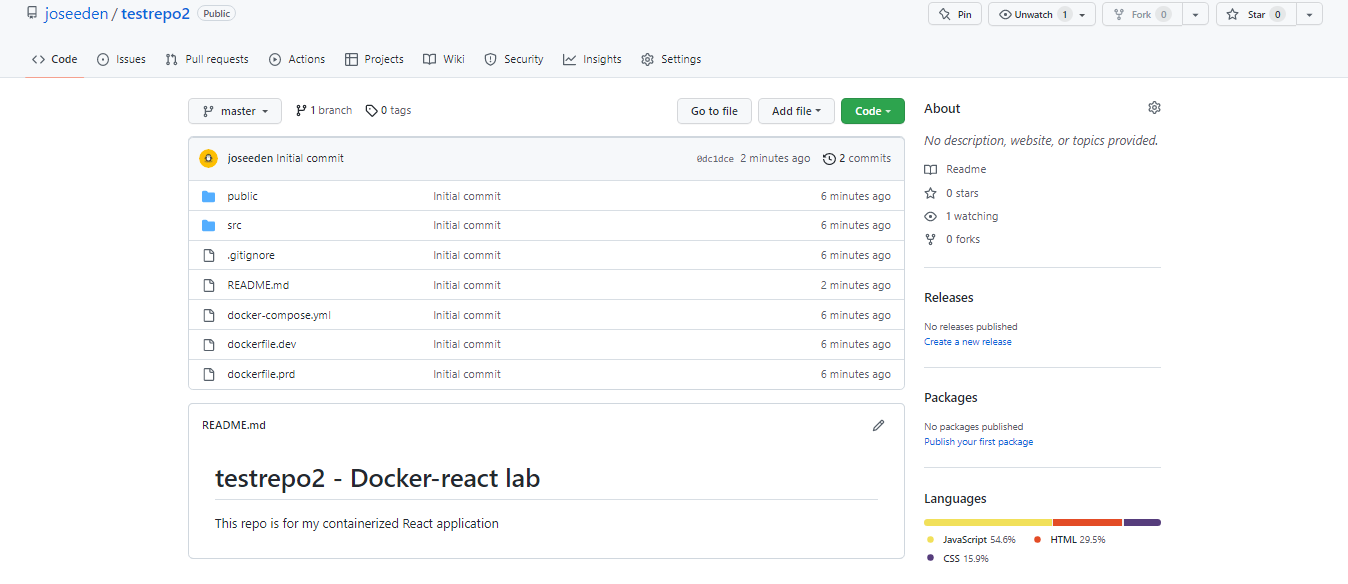 joseeden / testrepo2 Public Pin Unwatch 1 Fork 0 Star 0
Code Issues Pull requests Actions Projects Wiki Security Insights Settings
master 1 branch 0 tags Go to file Add file Code
joseeden Initial commit 0dc1dce 2 minutes ago 2 commits
public Initial commit 6 minutes ago
src Initial commit 6 minutes ago
.gitignore Initial commit 6 minutes ago
README.md Initial commit 2 minutes ago
docker-compose.yml Initial commit 6 minutes ago
dockerfile.dev Initial commit 6 minutes ago
dockerfile.prd Initial commit 6 minutes ago
README.md
testrepo2 - Docker-react lab
This repo is for my containerized React application
About
No description, website, or topics provided.
Readme
0 stars
1 watching
0 forks
Releases
No releases published
Create a new release
Packages
No packages published
Publish your first package
Languages
JavaScript 54.6% HTML 29.5%
CSS 15.9%